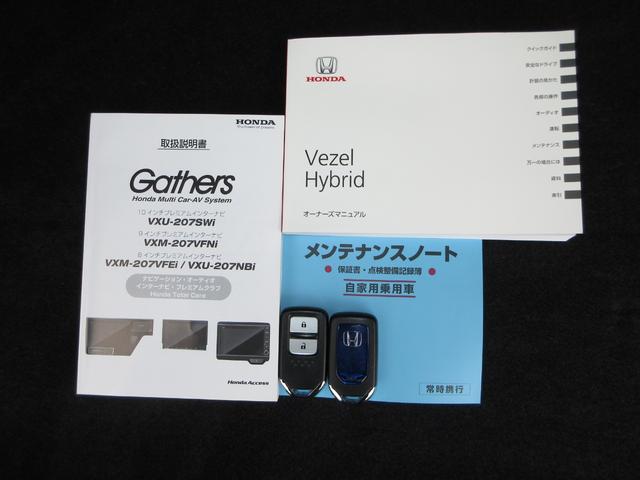 HONDA
The Power of Dreams
取扱説明書
Gathers
Honda Multi Car-AV System
10インチプレミアムインターナビ
VXU-207SWi
9インチプレミアムインターナビ
VXM-207VFNi
8インチプレミアムインターナビ
VXM-207VFEi / VXU-207NBi
ナビゲーション・オーディオ
インターナビ・プレミアムクラブ
Honda Total Care
Honda Access
HONDA
Vezel
Hybrid
オーナーズマニュアル
クイックガイド
安全なドライブ
計器の見かた
各部の操作
オーディオ
運転
メンテナンス
万一の場合には
資料
索引
メンテナンスノート
保証書・点検整備記録簿
自家用乗用車
常時携行